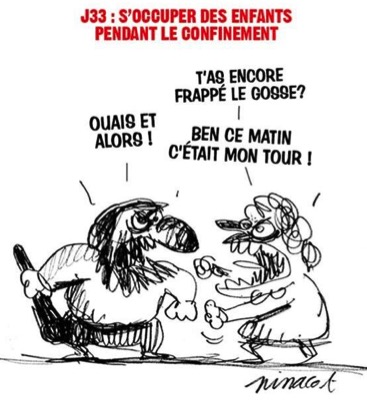 J33 : S'OCCUPER DES ENFANTS
PENDANT LE CONFINEMENT
T'AS ENCORE
FRAPPÉ LE GOSSE?
OUAIS ET
ALORS !
BEN CE MATIN
C'ÉTAIT MON TOUR !
ninacst